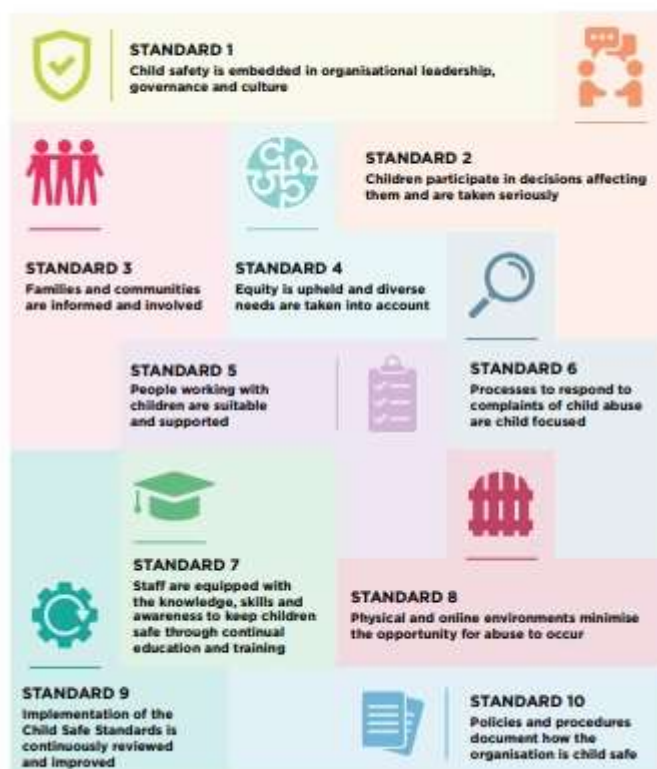 STANDARD 1
Child safety is embedded in organisational leadership,
governance and culture
STANDARD 2
Children participate in decisions affecting
them and are taken seriously
STANDARD 3
Families and communities
are informed and involved
STANDARD 4
Equity is upheld and diverse
needs are taken into account
STANDARD 5
People working with
children are suitable
and supported
STANDARD 6
Processes to respond to
complaints of child abuse
are child focused
STANDARD 7
Staff are equipped with
the knowledge, skills and
awareness to keep children
safe through continual
education and training
STANDARD 8
Physical and online environments minimise
the opportunity for abuse to occur
STANDARD 9
Implementation of the
Child Safe Standards is
continuously reviewed
and improved
STANDARD 10
Policies and procedures
document how the
organisation is child safe